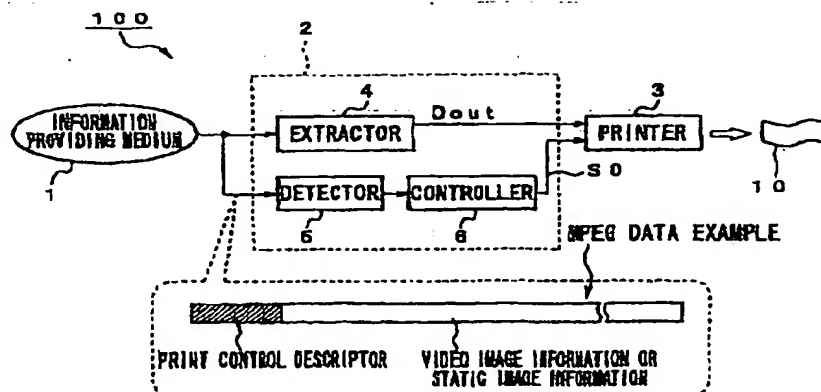 100
2
4
Dout
3
INFORMATION
PROVIDING MEDIUM
EXTRACTOR
PRINTER
1
S0
10
DETECTOR
CONTROLLER
5
6
MPEG DATA EXAMPLE
PRINT CONTROL DESCRIPTOR
VIDEO IMAGE INFORMATION OR
STATIC IMAGE INFORMATION